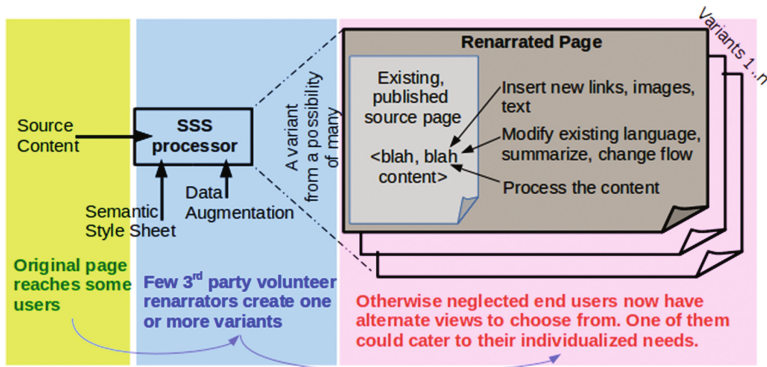 Source
Content
SSS
processor
Semantic
Style Sheet
Data
Augmentation
Original page
reaches some
users
Few 3rd party volunteer
renarrators create one
or more variants
A variant
from a possibility
of many
Renarrated Page
Variants 1..n
Existing,
published
source page
<blah, blah
content>
Insert new links, images,
text
Modify existing language,
summarize, change flow
Process the content
Otherwise neglected end users now have
alternate views to choose from. One of them
could cater to their individualized needs.